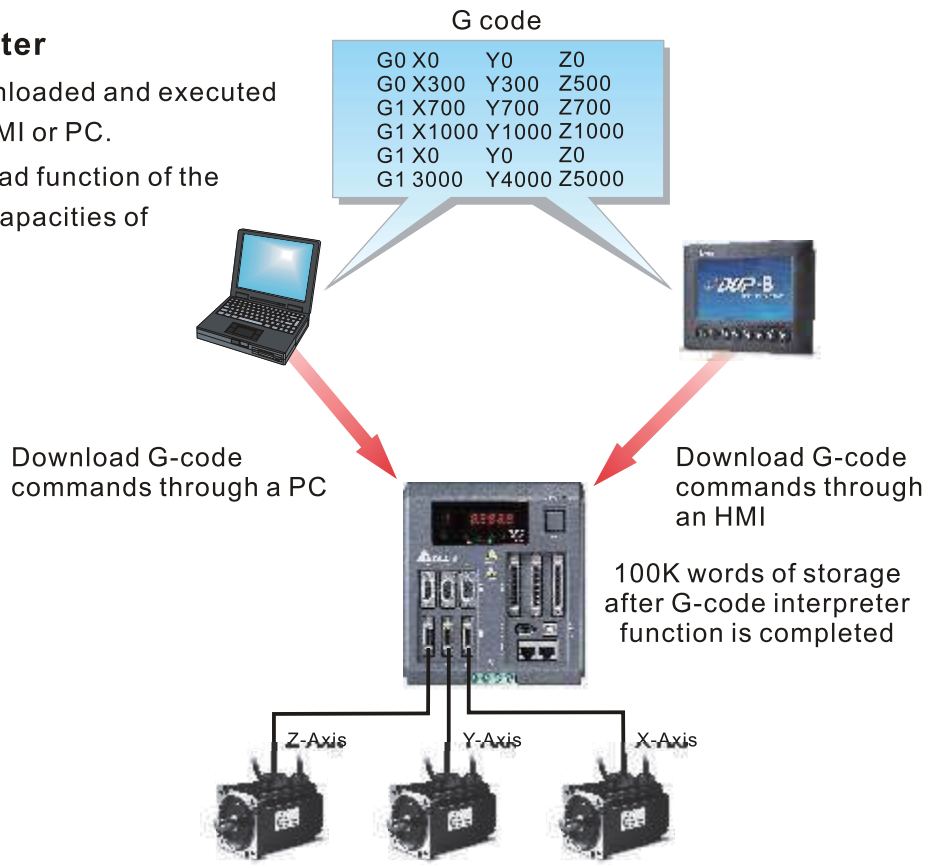 G code
ter
G0 X0 Y0 Z0
G0 X300 Y300 Z500
G1 X700 Y700 Z700
G1 X1000 Y1000 Z1000
G1 X0 Y0 Z0
G1 3000 Y4000 Z5000
nloaded and executed
MI or PC.
ad function of the
apacities of
DOP-B
Download G-code
commands through a PC
Download G-code
commands through
an HMI
100K words of storage
after G-code interpreter
function is completed
Z-Axis Y-Axis X-Axis